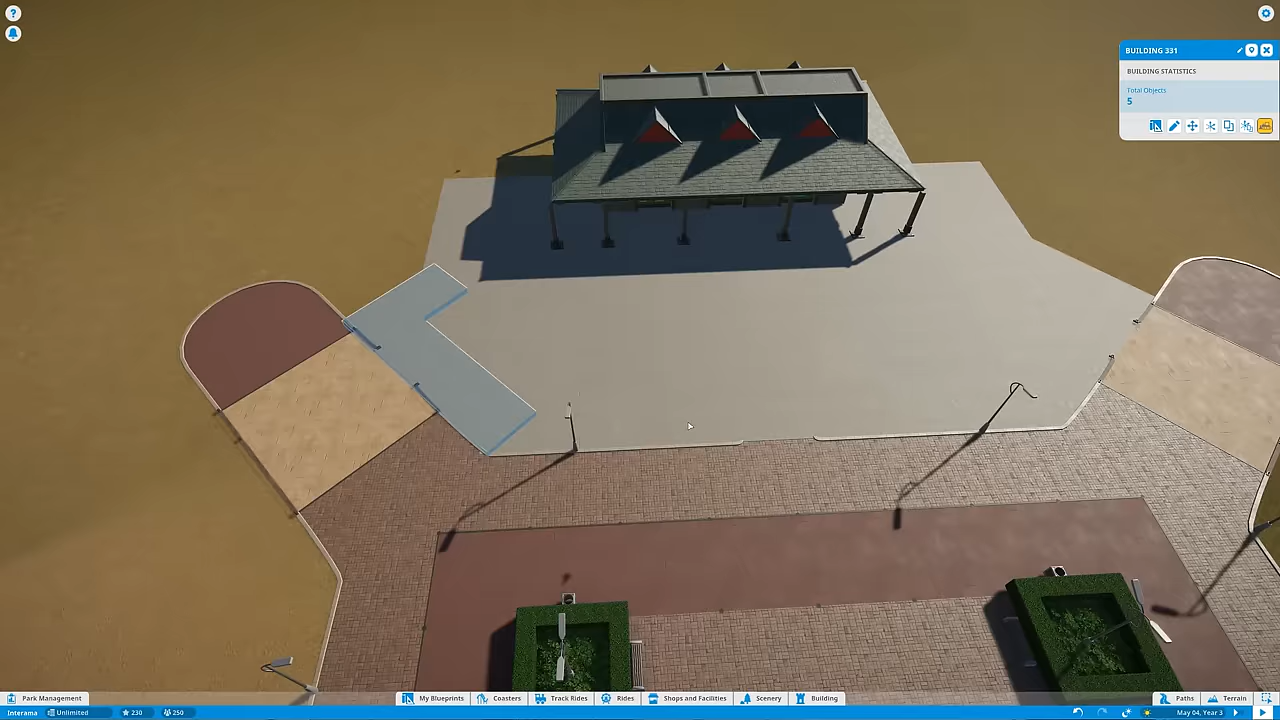 ?
BUILDING 331
BUILDING STATISTICS
Total Objects
5
Park Management
My Blueprints
Coasters
Track Rides
Rides
Shops and Facilities
Scenery
Building
Paths
Terrain
Interama
Unlimited
230
250
May 04, Year 3